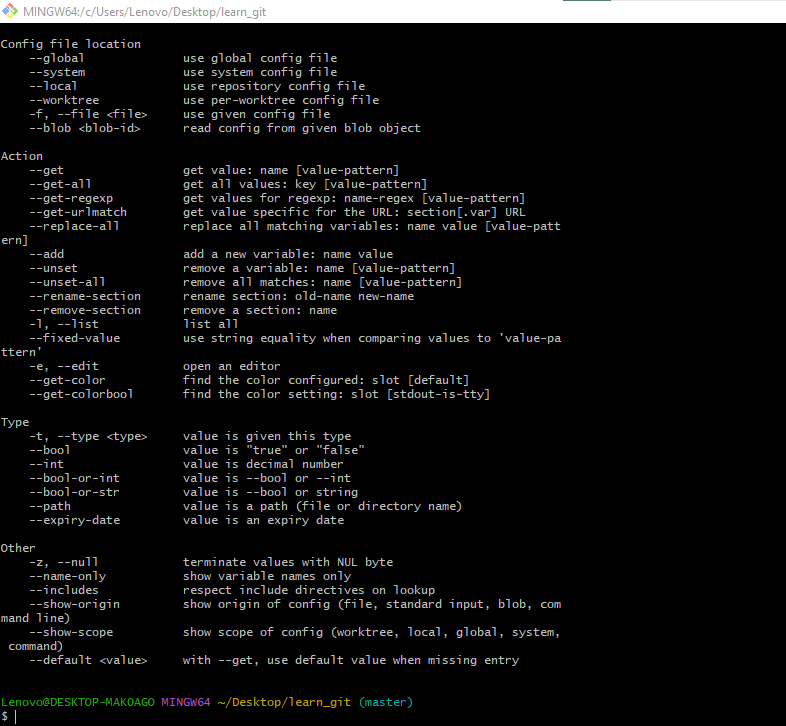 MINGW64:/c/Users/Lenovo/Desktop/learn_git
Config file location
    --global              use global config file
    --system              use system config file
    --local               use repository config file
    --worktree            use per-worktree config file
    -f, --file <file>     use given config file
    --blob <blob-id>      read config from given blob object
Action
    --get                 get value: name [value-pattern]
    --get-all             get all values: key [value-pattern]
    --get-regexp          get values for regexp: name-regex [value-pattern]
    --get-urlmatch        get value specific for the URL: section[.var] URL
    --replace-all         replace all matching variables: name value [value-patt
ern]
    --add                 add a new variable: name value
    --unset               remove a variable: name [value-pattern]
    --unset-all           remove all matches: name [value-pattern]
    --rename-section      rename section: old-name new-name
    --remove-section      remove a section: name
    -l, --list            list all
    --fixed-value         use string equality when comparing values to 'value-pa
ttern'
    -e, --edit            open an editor
    --get-color           find the color configured: slot [default]
    --get-colorbool       find the color setting: slot [stdout-is-tty]
Type
    -t, --type <type>     value is given this type
    --bool                value is "true" or "false"
    --int                 value is decimal number
    --bool-or-int         value is --bool or --int
    --bool-or-str         value is --bool or string
    --path                value is a path (file or directory name)
    --expiry-date         value is an expiry date
Other
    -z, --null            terminate values with NUL byte
    --name-only           show variable names only
    --includes            respect include directives on lookup
    --show-origin         show origin of config (file, standard input, blob, com
mand line)
    --show-scope          show scope of config (worktree, local, global, system,
 command)
    --default <value>     with --get, use default value when missing entry
Lenovo@DESKTOP-MAKOAGO MINGW64 ~/Desktop/learn_git (master)
$